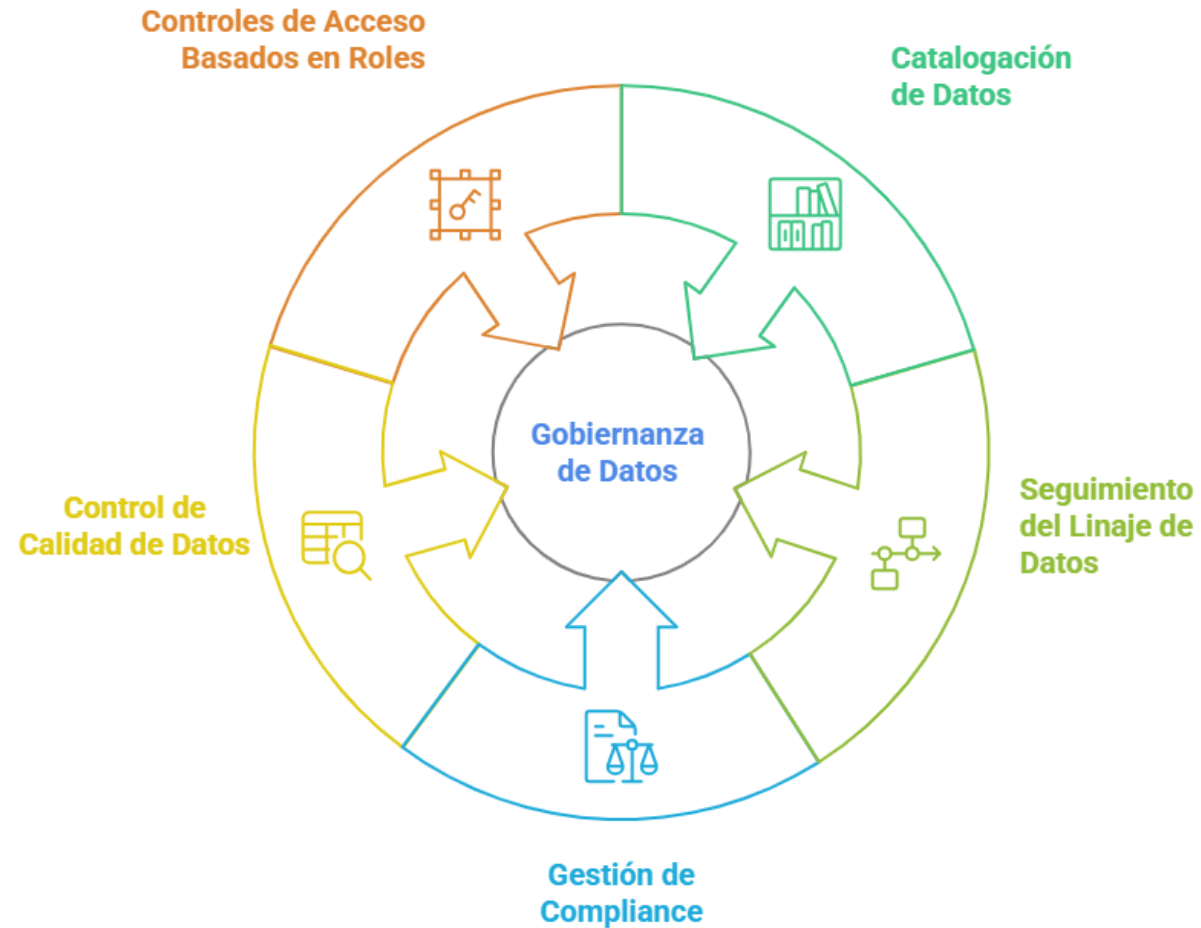 Controles de Acceso
Basados en Roles
Catalogación
de Datos
Gobiernanza
de Datos
Seguimiento
del Linaje de
Datos
Control de
Calidad de Datos
Gestión de
Compliance